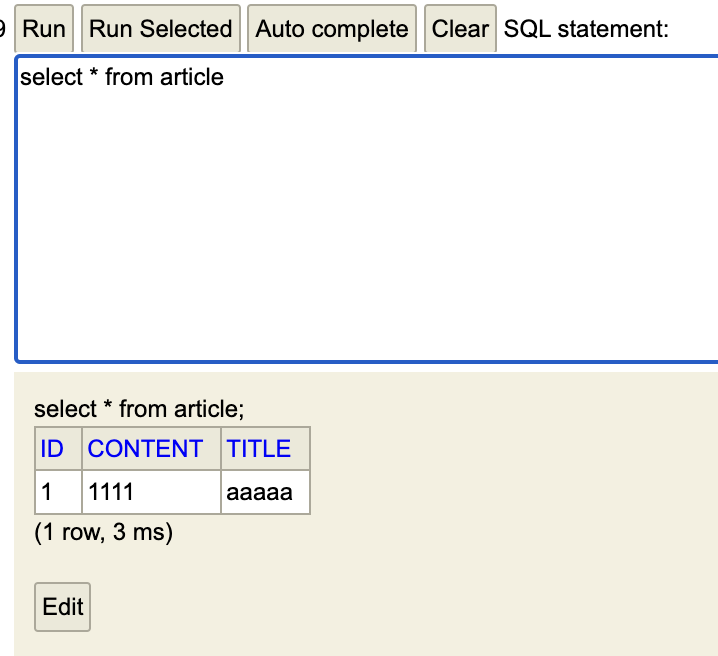 Run Run Selected Auto complete Clear SQL statement:
select * from article
select * from article;
ID CONTENT TITLE
1 1111 aaaaa
(1 row, 3 ms)
Edit